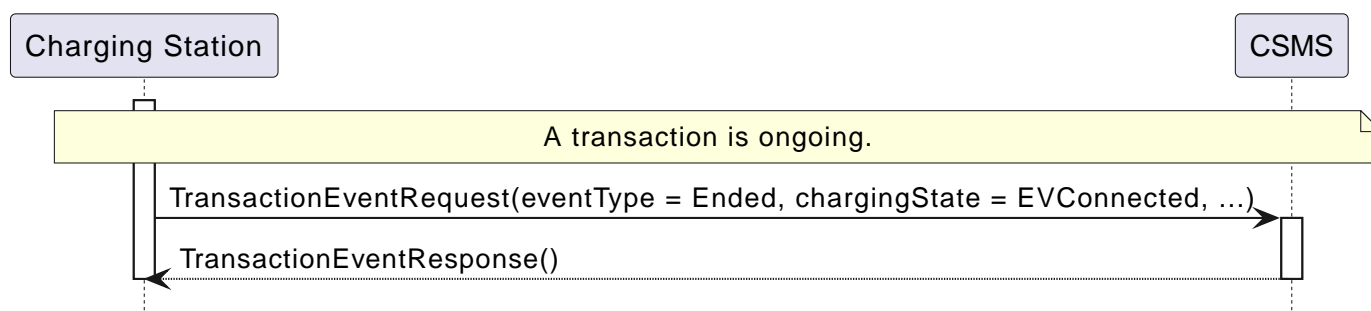 Charging Station
CSMS
A transaction is ongoing.
TransactionEventRequest(eventType = Ended, chargingState = EVConnected, ...)
TransactionEventResponse()